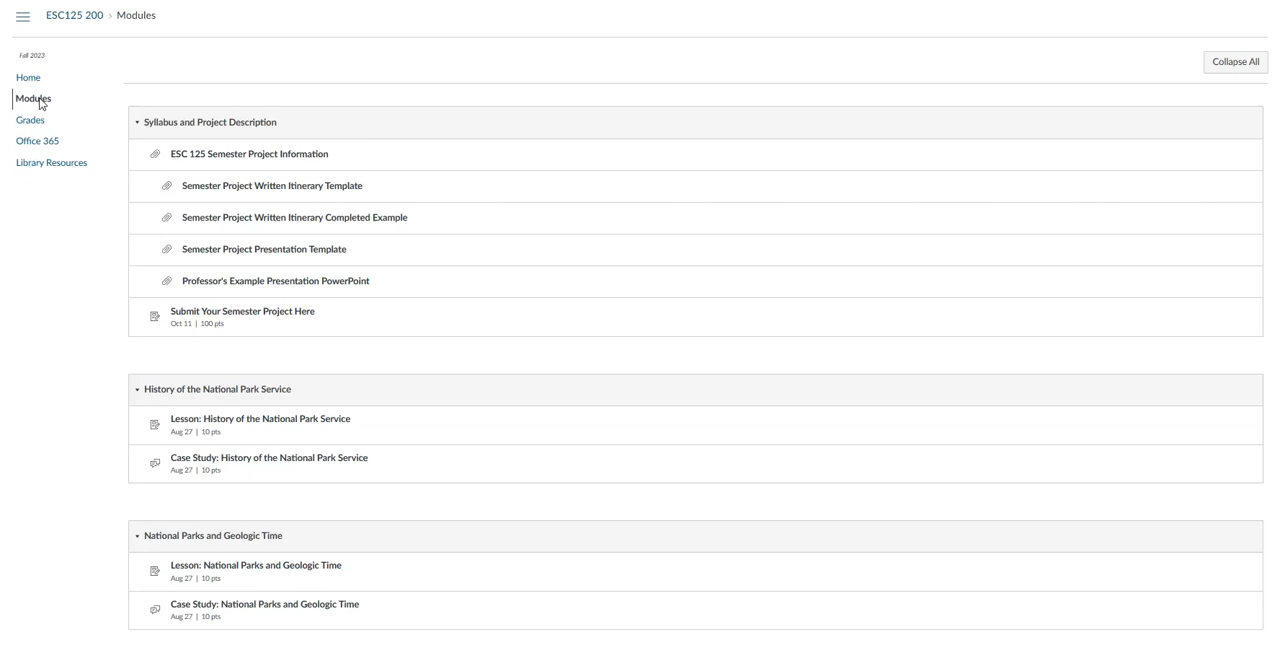 ESC125 200 › Modules
Fall 2023
Collapse All
Home
Modules
Grades
Office 365
Library Resources
Syllabus and Project Description
ESC 125 Semester Project Information
Semester Project Written Itinerary Template
Semester Project Written Itinerary Completed Example
Semester Project Presentation Template
Professor's Example Presentation PowerPoint
Submit Your Semester Project Here
Oct 11 | 100 pts
History of the National Park Service
Lesson: History of the National Park Service
Aug 27 | 10 pts
Case Study: History of the National Park Service
Aug 27 | 10 pts
National Parks and Geologic Time
Lesson: National Parks and Geologic Time
Aug 27 | 10 pts
Case Study: National Parks and Geologic Time
Aug 27 | 10 pts